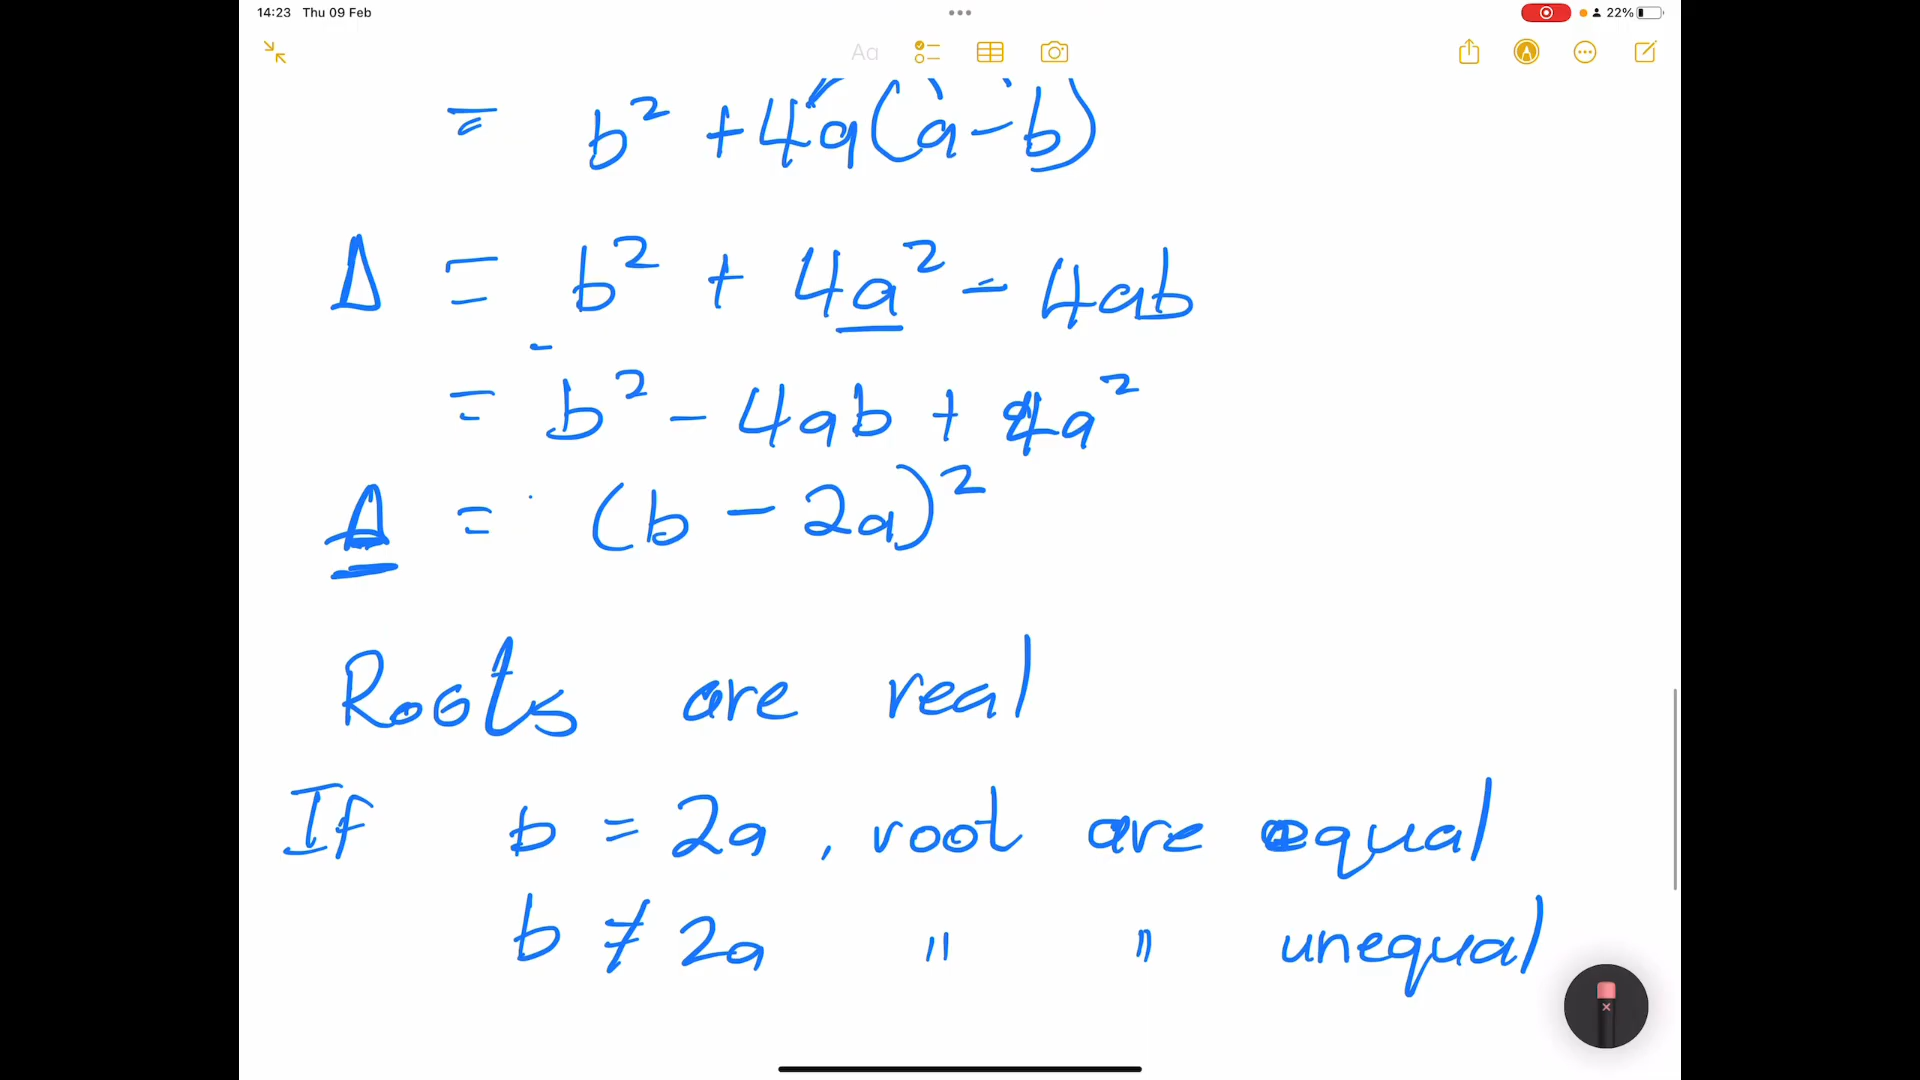 14:23 Thu 09 Feb
22%
Aa
= b² + 4a(a - b)
Δ = b² + 4a² - 4ab
= b² - 4ab + 4a²
Δ = (b - 2a)²
Roots are real
If b = 2a, root are equal
b ≠ 2a " " unequal